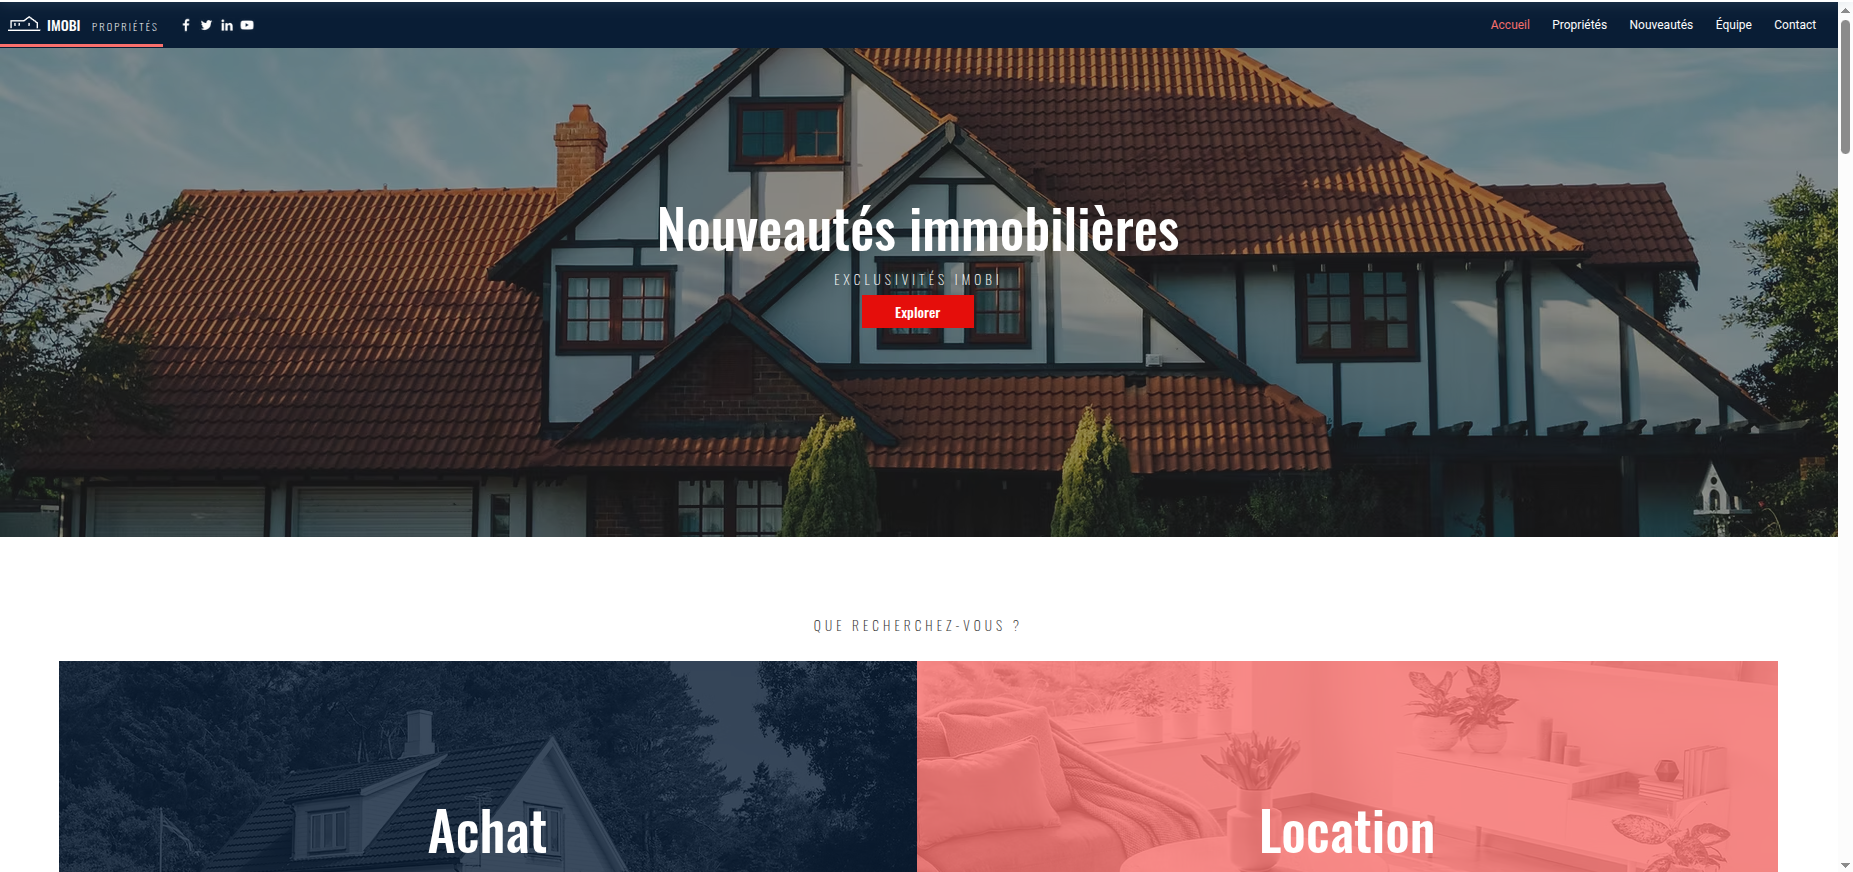 IMOBI PROPRIÉTÉS
Accueil Propriétés Nouveautés Équipe Contact
Nouveautés immobilières
EXCLUSIVITÉS IMOBI
Explorer
QUE RECHERCHEZ-VOUS ?
Achat
Location